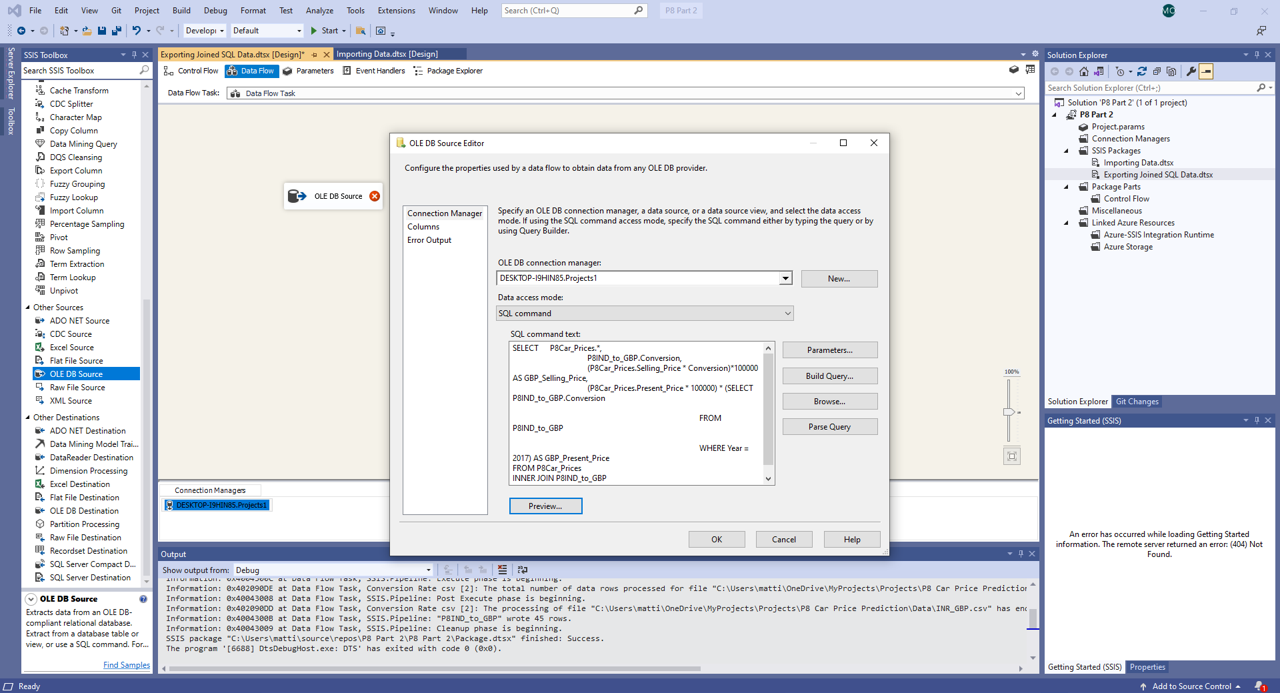 File Edit View Git Project Build Debug Format Test Analyze Tools Extensions Window Help Search (Ctrl+Q) P8 Part 2 MC
Develop Default Start
Server Explorer
Toolbox
SSIS Toolbox
Search SSIS Toolbox
Cache Transform
CDC Splitter
Character Map
Copy Column
Data Mining Query
DQS Cleansing
Export Column
Fuzzy Grouping
Fuzzy Lookup
Import Column
Percentage Sampling
Pivot
Row Sampling
Term Extraction
Term Lookup
Unpivot
Other Sources
ADO NET Source
CDC Source
Excel Source
Flat File Source
OLE DB Source
Raw File Source
XML Source
Other Destinations
ADO NET Destination
Data Mining Model Trai...
DataReader Destination
Dimension Processing
Excel Destination
Flat File Destination
OLE DB Destination
Partition Processing
Raw File Destination
Recordset Destination
SQL Server Compact D...
SQL Server Destination
OLE DB Source
Extracts data from an OLE DB-
compliant relational database.
Extract from a database table or
view, or use a SQL command. For...
Find Samples
Exporting Joined SQL Data.dtsx [Design]* Importing Data.dtsx [Design]
Control Flow Data Flow Parameters Event Handlers Package Explorer
Data Flow Task: Data Flow Task
OLE DB Source
100%
Connection Managers
DESKTOP-I9HIN85.Projects1
OLE DB Source Editor
Configure the properties used by a data flow to obtain data from any OLE DB provider.
Connection Manager
Columns
Error Output
Specify an OLE DB connection manager, a data source, or a data source view, and select the data access
mode. If using the SQL command access mode, specify the SQL command either by typing the query or by
using Query Builder.
OLE DB connection manager:
DESKTOP-I9HIN85.Projects1 New...
Data access mode:
SQL command
SQL command text:
SELECT P8Car_Prices.*,
P8IND_to_GBP.Conversion,
(P8Car_Prices.Selling_Price * Conversion)*100000
AS GBP_Selling_Price,
(P8Car_Prices.Present_Price * 100000) * (SELECT
P8IND_to_GBP.Conversion
FROM
P8IND_to_GBP
WHERE Year =
2017) AS GBP_Present_Price
FROM P8Car_Prices
INNER JOIN P8IND_to_GBP
Parameters...
Build Query...
Browse...
Parse Query
Preview...
OK Cancel Help
Output
Show output from: Debug
Information: 0x4004300C at Data Flow Task, SSIS.Pipeline: Execute phase is beginning.
Information: 0x402090DE at Data Flow Task, Conversion Rate csv [2]: The total number of data rows processed for file "C:\Users\matti\OneDrive\MyProjects\Projects\P8 Car Price Prediction
Information: 0x40043008 at Data Flow Task, SSIS.Pipeline: Post Execute phase is beginning.
Information: 0x402090DD at Data Flow Task, Conversion Rate csv [2]: The processing of file "C:\Users\matti\OneDrive\MyProjects\Projects\P8 Car Price Prediction\Data\INR_GBP.csv" has en
Information: 0x4004300B at Data Flow Task, SSIS.Pipeline: "P8IND_to_GBP" wrote 45 rows.
Information: 0x40043009 at Data Flow Task, SSIS.Pipeline: Cleanup phase is beginning.
SSIS package "C:\Users\matti\source\repos\P8 Part 2\P8 Part 2\Package.dtsx" finished: Success.
The program '[6688] DtsDebugHost.exe: DTS' has exited with code 0 (0x0).
Solution Explorer
Search Solution Explorer (Ctrl+;)
Solution 'P8 Part 2' (1 of 1 project)
P8 Part 2
Project.params
Connection Managers
SSIS Packages
Importing Data.dtsx
Exporting Joined SQL Data.dtsx
Package Parts
Control Flow
Miscellaneous
Linked Azure Resources
Azure-SSIS Integration Runtime
Azure Storage
Solution Explorer Git Changes
Getting Started (SSIS)
An error has occurred while loading Getting Started
information. The remote server returned an error: (404) Not
Found.
Getting Started (SSIS) Properties
Ready Add to Source Control 1